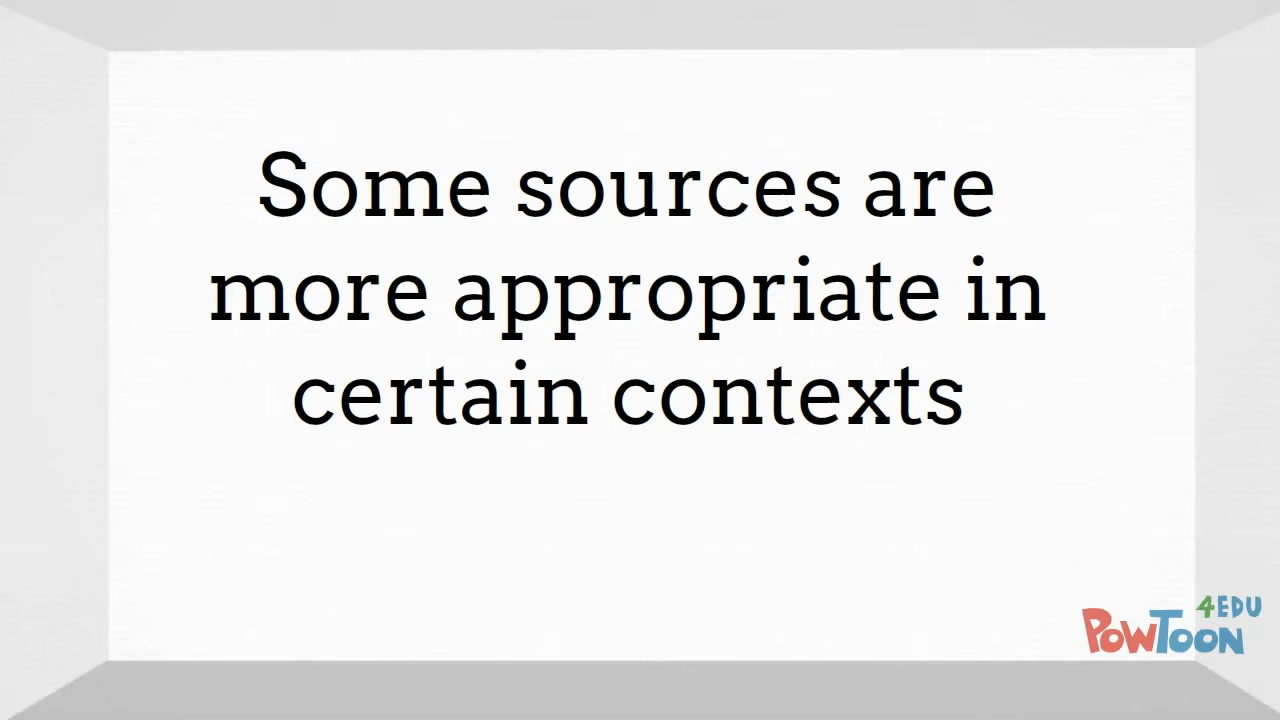 Some sources are
more appropriate in
certain contexts
4EDU
POWTOON